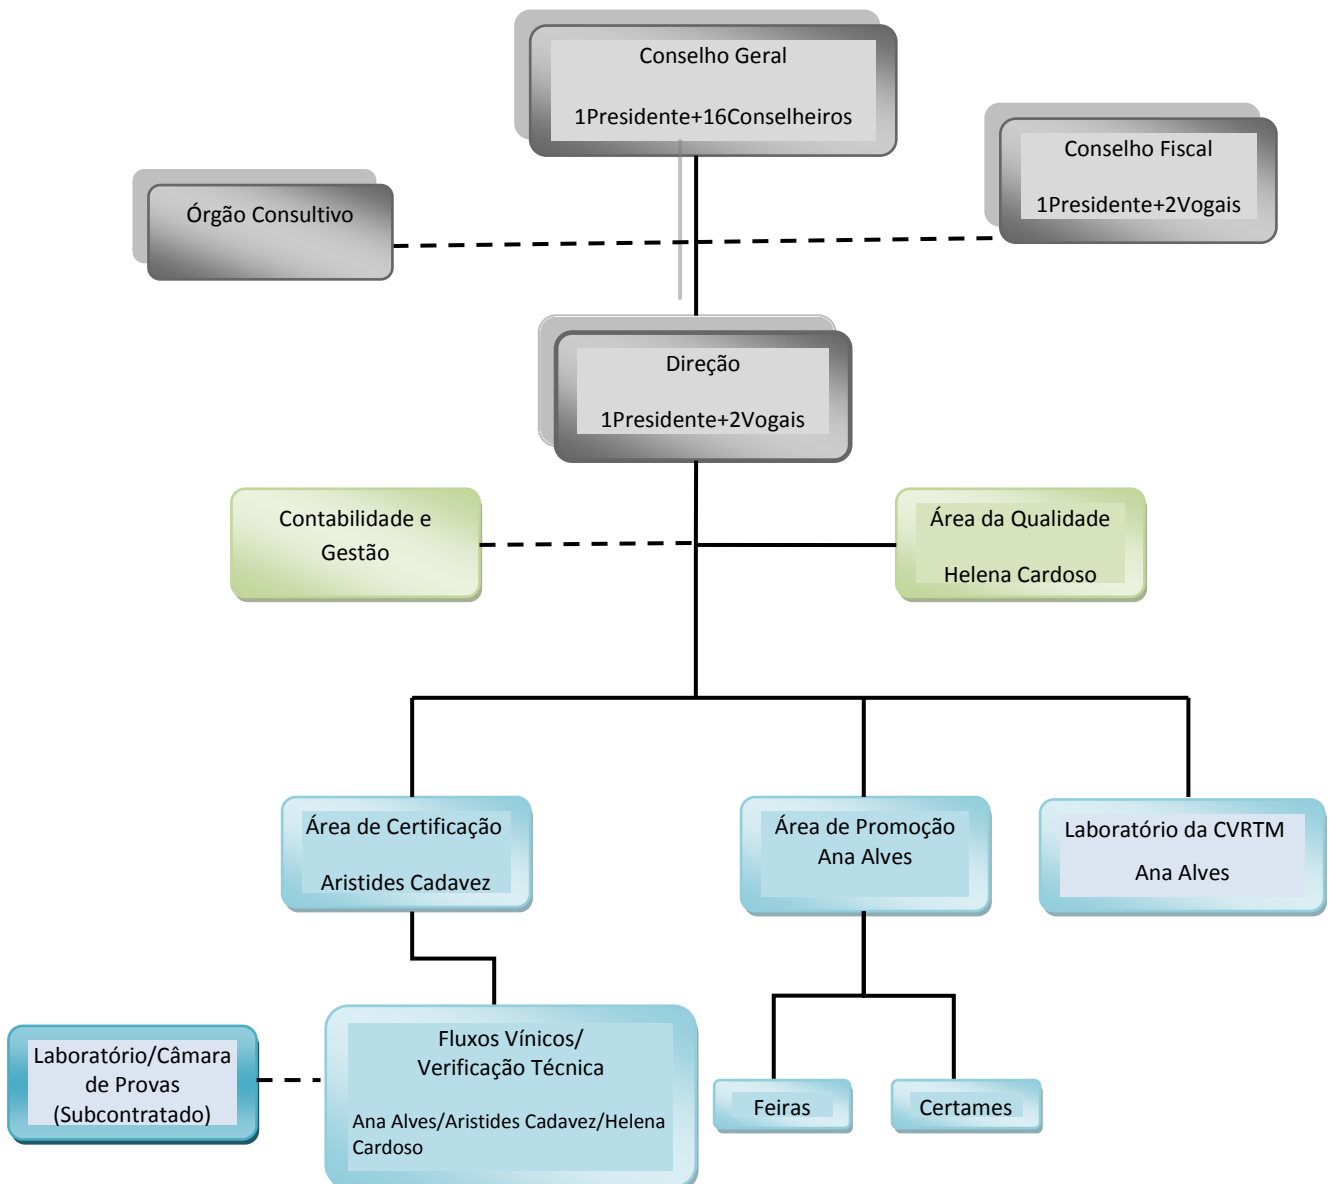 Conselho Geral
1Presidente+16Conselheiros
Conselho Fiscal
1Presidente+2Vogais
Órgão Consultivo
Direção
1Presidente+2Vogais
Contabilidade e
Gestão
Área da Qualidade
Helena Cardoso
Área de Certificação
Aristides Cadavez
Área de Promoção
Ana Alves
Laboratório da CVRTM
Ana Alves
Fluxos Vínicos/
Verificação Técnica
Ana Alves/Aristides Cadavez/Helena
Cardoso
Laboratório/Câmara
de Provas
(Subcontratado)
Feiras
Certames